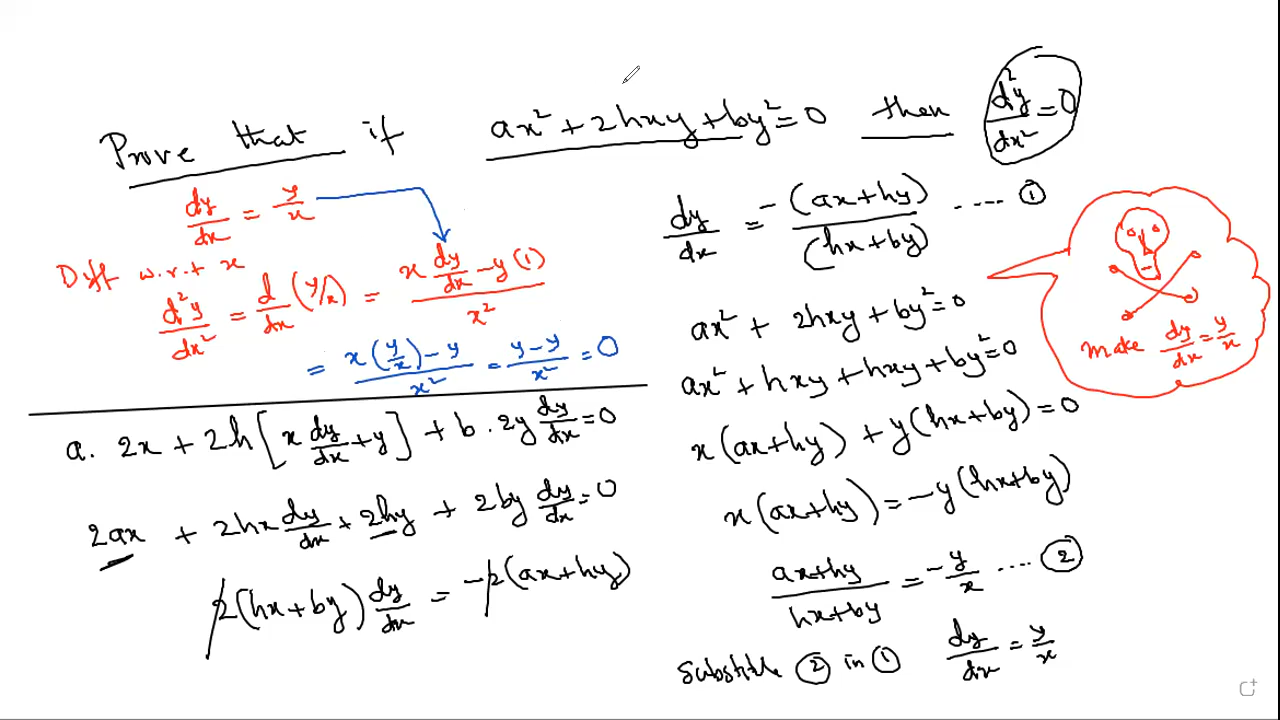 Prove that if ax² + 2hxy + by² = 0 then d²y/dx² = 0
dy/dx = y/x
Diff w.r.t x
d²y/dx² = d/dx (y/x) = (x dy/dx - y(1))/x²
= (x(y/x) - y)/x² = (y - y)/x² = 0
a. 2x + 2h[x dy/dx + y] + b. 2y dy/dx = 0
2ax + 2hx dy/dx + 2hy + 2by dy/dx = 0
2(hx + by) dy/dx = -2(ax + hy)
dy/dx = -(ax + hy)/(hx + by) ---- ①
ax² + 2hxy + by² = 0
ax² + hxy + hxy + by² = 0
x(ax + hy) + y(hx + by) = 0
x(ax + hy) = -y(hx + by)
(ax + hy)/(hx + by) = -y/x ---- ②
Substitute ② in ① dy/dx = y/x
make dy/dx = y/x